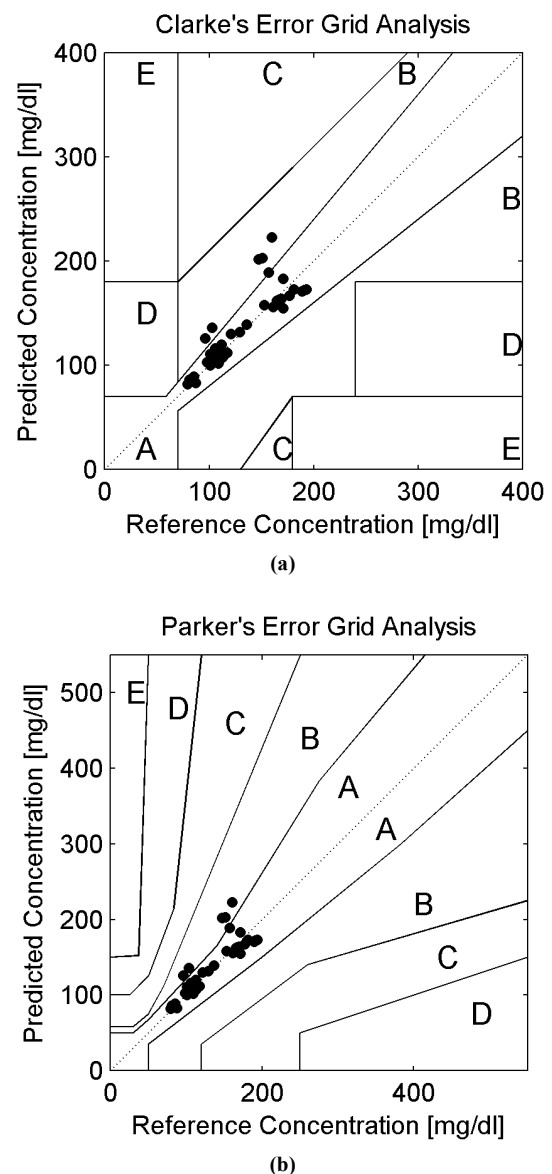 Clarke's Error Grid Analysis
400
E
C
B
300
B
200
D
D
100
A
C
E
0
0
100
200
300
400
Predicted Concentration [mg/dl]
Reference Concentration [mg/dl]
(a)
Parker's Error Grid Analysis
500
E
D
C
B
400
A
A
300
B
200
C
100
D
0
0
200
400
Predicted Concentration [mg/dl]
Reference Concentration [mg/dl]
(b)